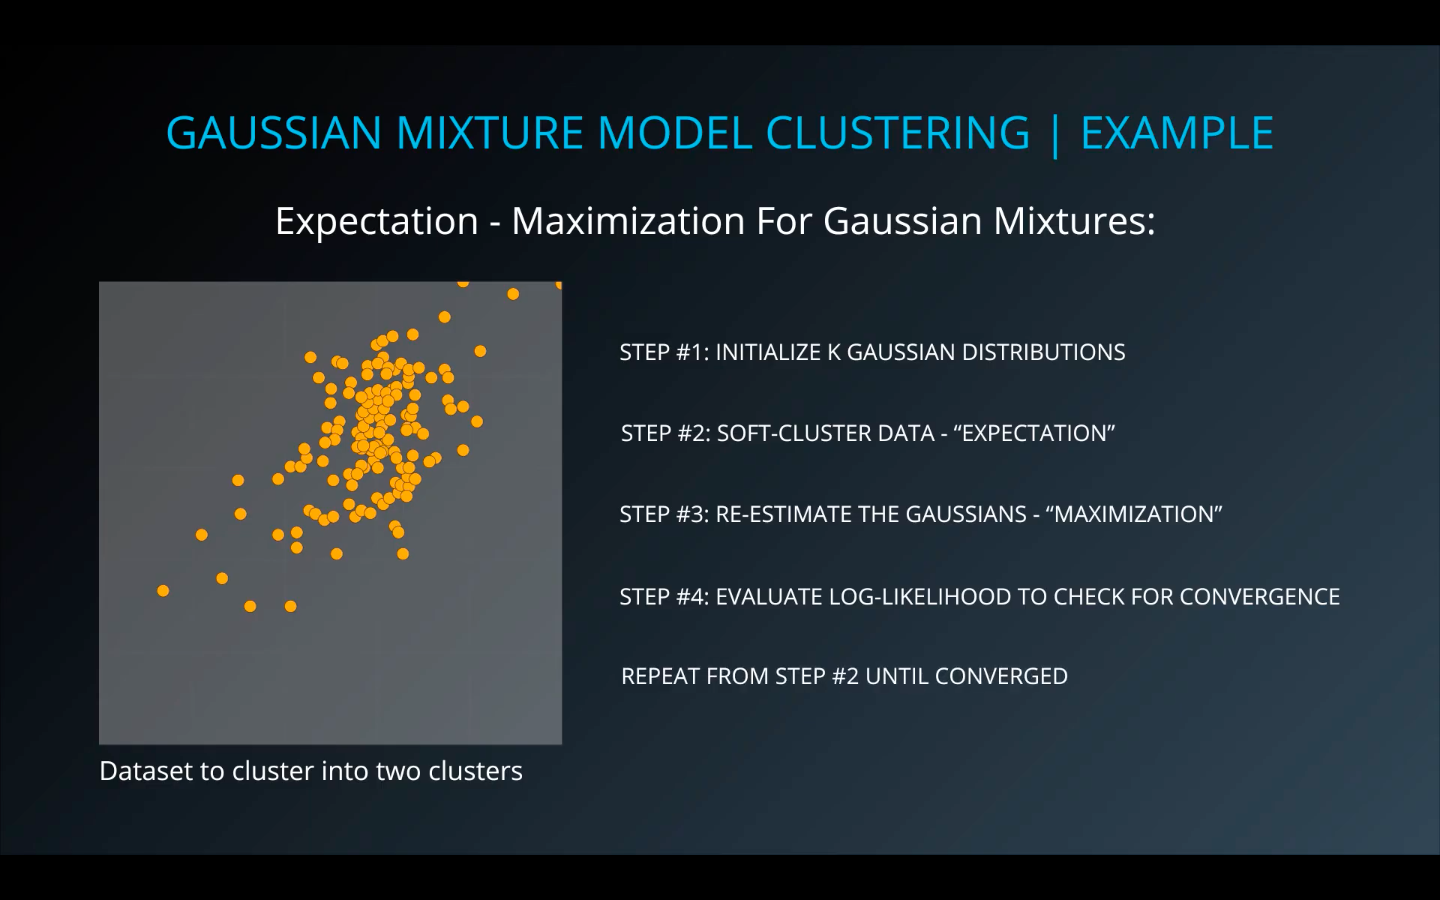 GAUSSIAN MIXTURE MODEL CLUSTERING | EXAMPLE
Expectation - Maximization For Gaussian Mixtures:
STEP #1: INITIALIZE K GAUSSIAN DISTRIBUTIONS
STEP #2: SOFT-CLUSTER DATA - “EXPECTATION”
STEP #3: RE-ESTIMATE THE GAUSSIANS - “MAXIMIZATION”
STEP #4: EVALUATE LOG-LIKELIHOOD TO CHECK FOR CONVERGENCE
REPEAT FROM STEP #2 UNTIL CONVERGED
Dataset to cluster into two clusters